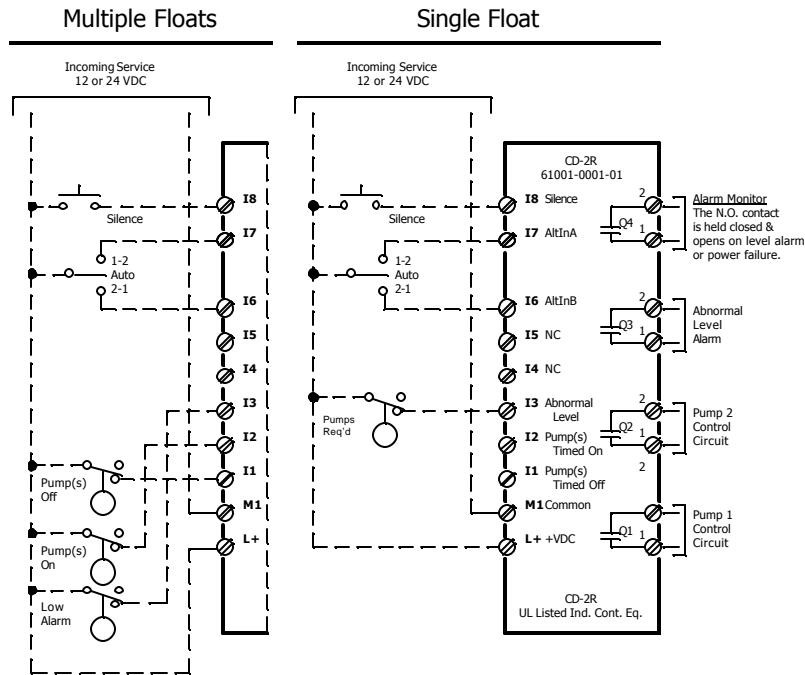 Multiple Floats
Single Float
Incoming Service
12 or 24 VDC
Silence
1-2
Auto
2-1
I8
I7
I6
I5
I4
I3
I2
I1
M1
L+
Pump(s)
Off
Pump(s)
On
Low
Alarm
Incoming Service
12 or 24 VDC
Silence
1-2
Auto
2-1
Pumps
Req'd
CD-2R
61001-0001-01
I8 Silence
I7 AltInA
I6 AltInB
I5 NC
I4 NC
I3 Abnormal
Level
I2 Pump(s)
Timed On
I1 Pump(s)
Timed Off
M1 Common
L+ +VDC
2
Q4
1
2
Q3
1
2
Q2
1
2
Q1
1
CD-2R
UL Listed Ind. Cont. Eq.
Alarm Monitor
The N.O. contact
is held closed &
opens on level alarm
or power failure.
Abnormal
Level
Alarm
Pump 2
Control
Circuit
Pump 1
Control
Circuit